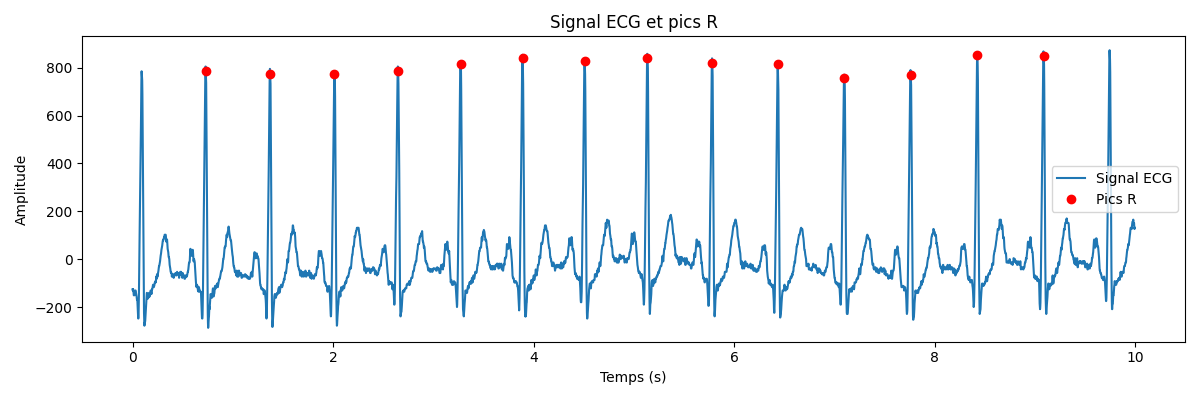 Signal ECG et pics R
Amplitude
800
600
400
200
0
−200
Signal ECG
Pics R
0
2
4
6
8
10
Temps (s)